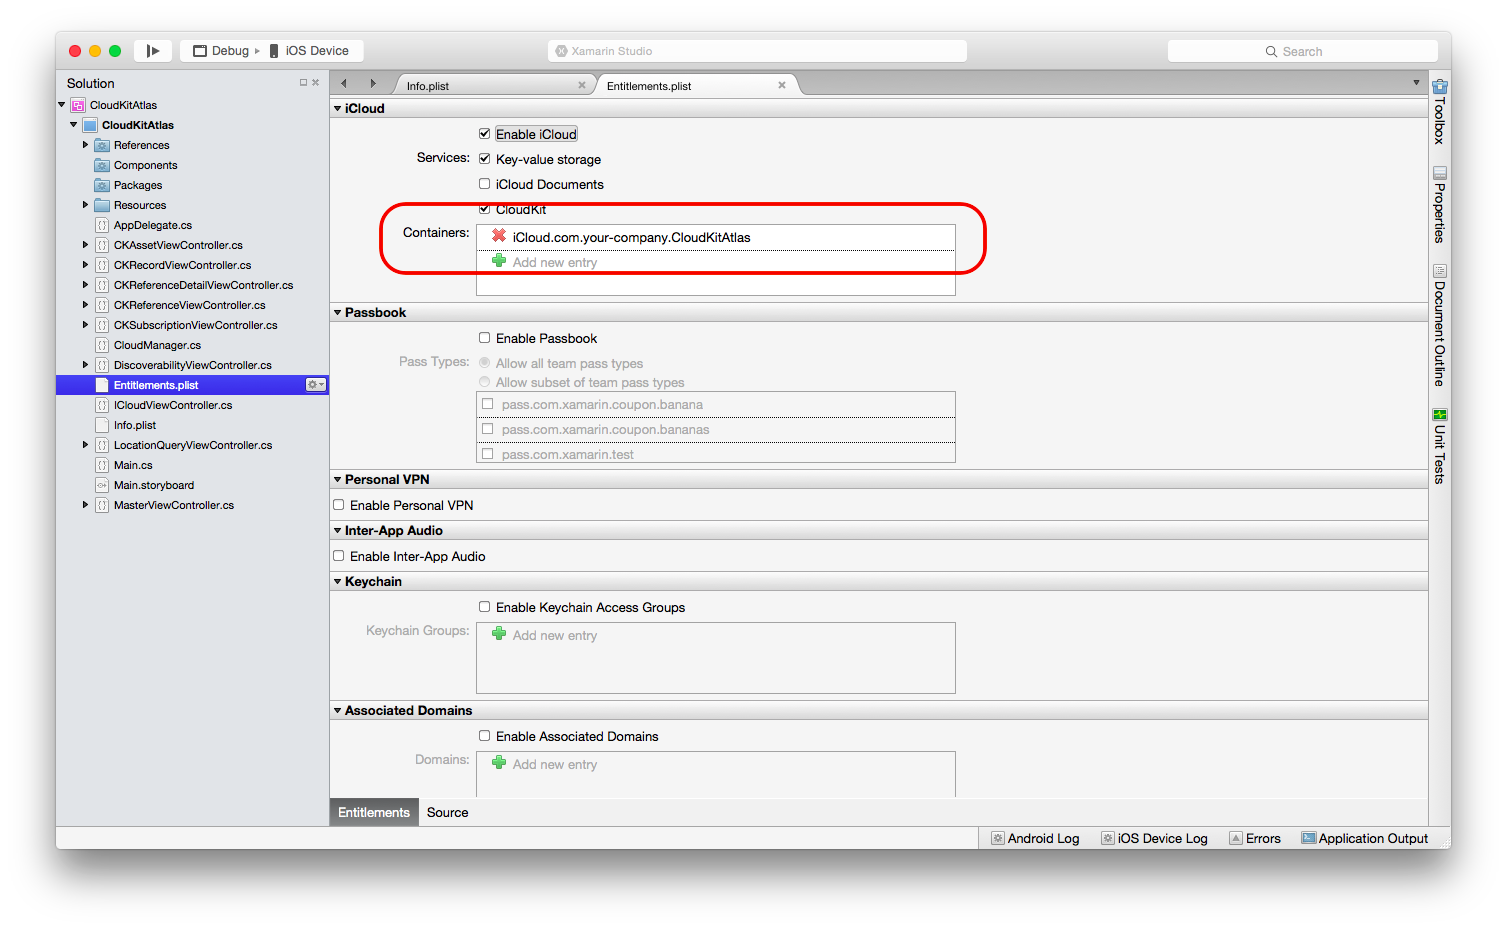 Debug
iOS Device
Xamarin Studio
Search
Solution
CloudKitAtlas
CloudKitAtlas
References
Components
Packages
Resources
AppDelegate.cs
CKAssetViewController.cs
CKRecordViewController.cs
CKReferenceDetailViewController.cs
CKReferenceViewController.cs
CKSubscriptionViewController.cs
CloudManager.cs
DiscoverabilityViewController.cs
Entitlements.plist
ICloudViewController.cs
Info.plist
LocationQueryViewController.cs
Main.cs
Main.storyboard
MasterViewController.cs
Info.plist
Entitlements.plist
iCloud
Enable iCloud
Services: Key-value storage
iCloud Documents
CloudKit
Containers: iCloud.com.your-company.CloudKitAtlas
Add new entry
Passbook
Enable Passbook
Pass Types: Allow all team pass types
Allow subset of team pass types
pass.com.xamarin.coupon.banana
pass.com.xamarin.coupon.bananas
pass.com.xamarin.test
Personal VPN
Enable Personal VPN
Inter-App Audio
Enable Inter-App Audio
Keychain
Enable Keychain Access Groups
Keychain Groups: Add new entry
Associated Domains
Enable Associated Domains
Domains: Add new entry
Entitlements
Source
Toolbox
Properties
Document Outline
Unit Tests
Android Log
iOS Device Log
Errors
Application Output